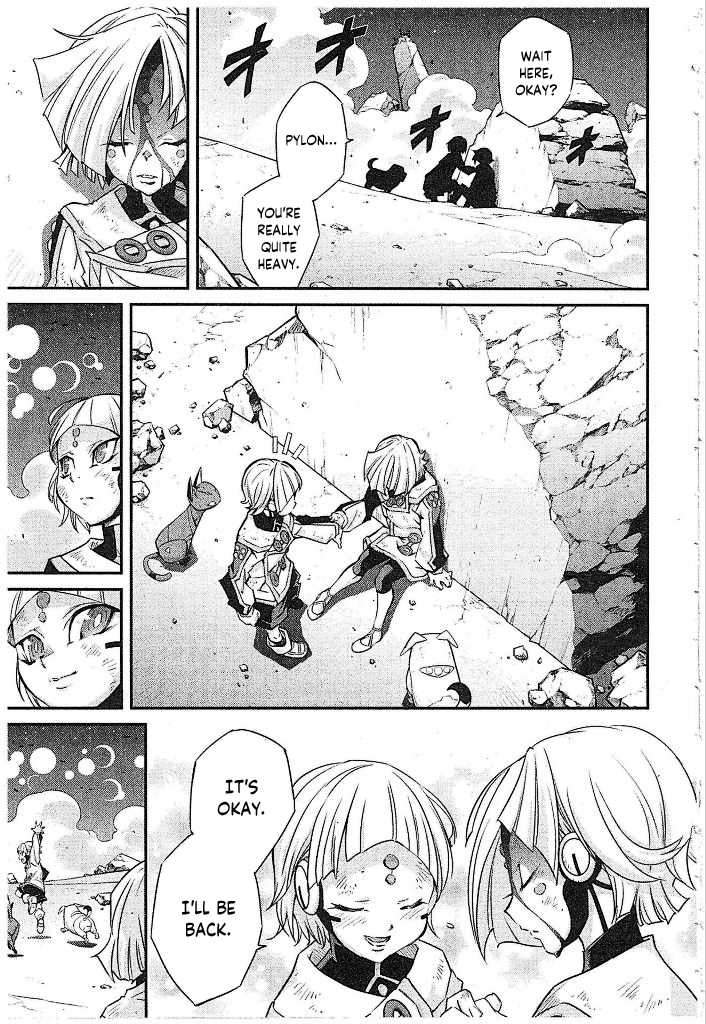 WAIT
HERE,
OKAY?
PYLON...
YOU'RE
REALLY
QUITE
HEAVY.
オ
オ
オ
オ
IT'S
OKAY.
I'LL BE
BACK.